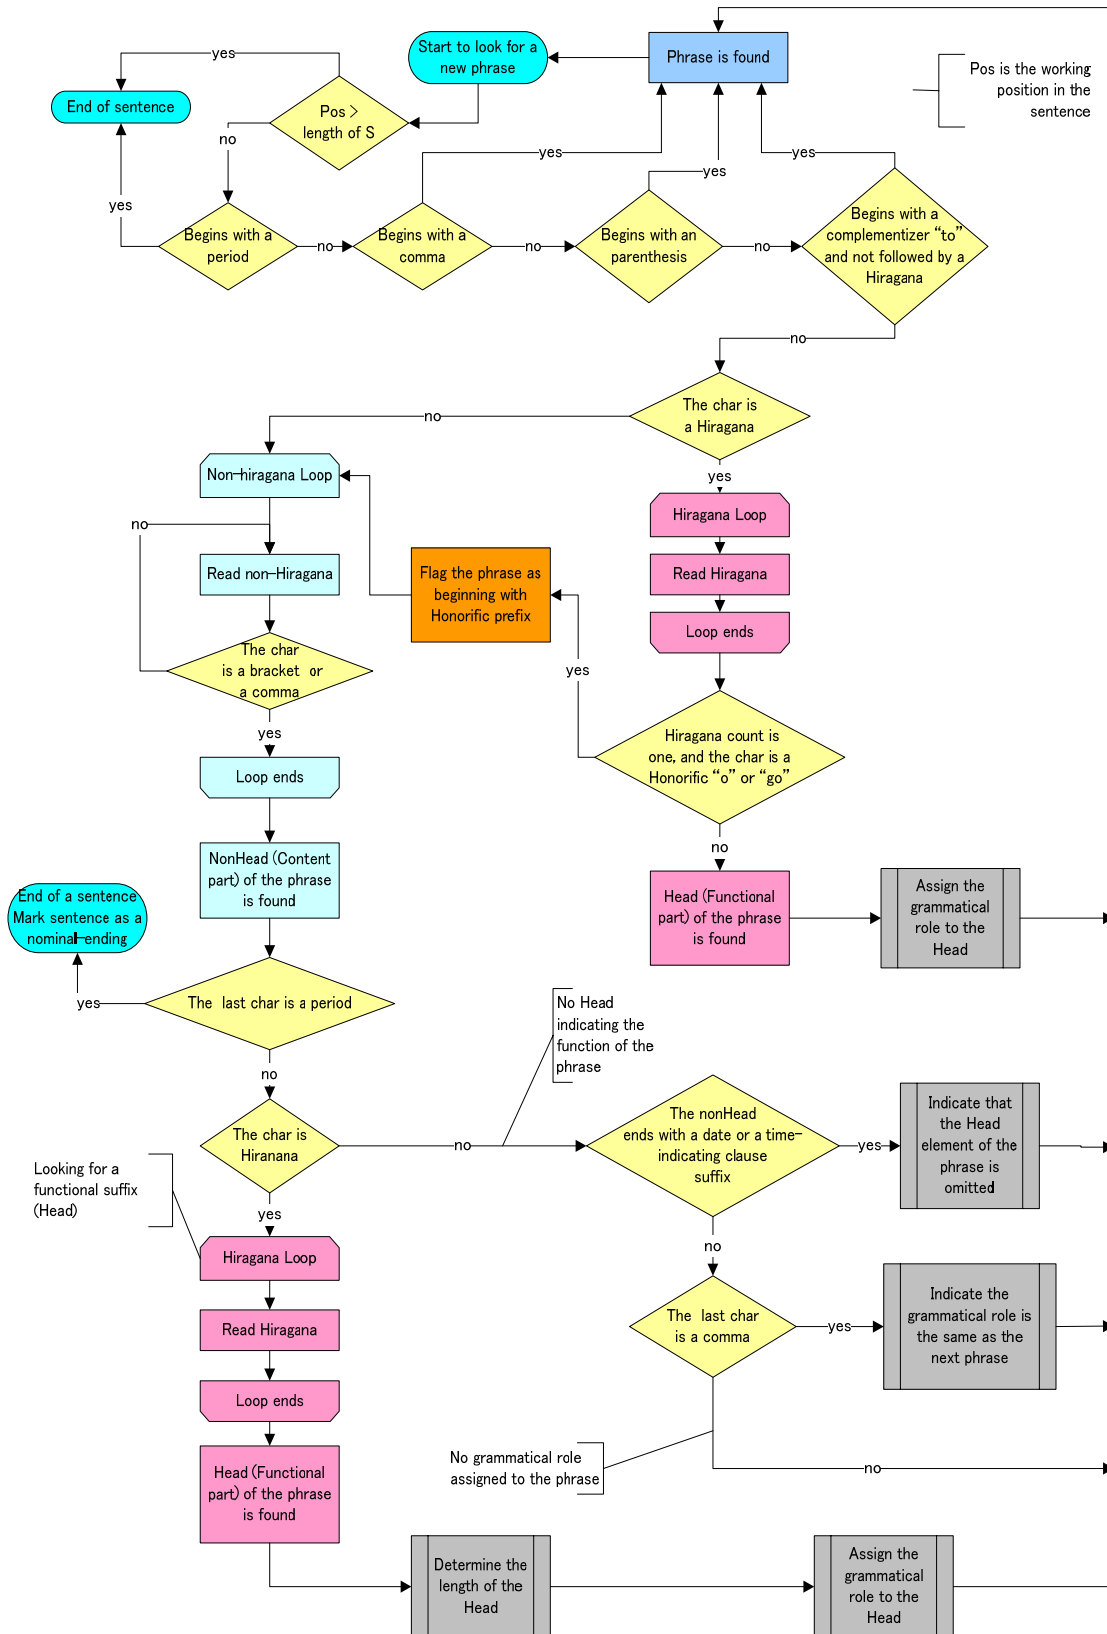 Start to look for a
new phrase
Phrase is found
Pos is the working
position in the
sentence
yes
End of sentence
Pos >
length of S
no
yes
yes
yes
yes
Begins with a
period
no
Begins with a
comma
no
Begins with an
parenthesis
no
Begins with a
complementizer “to”
and not followed by a
Hiragana
no
The char is
a Hiragana
no
yes
Non-hiragana Loop
Hiragana Loop
no
Read non-Hiragana
Flag the phrase as
beginning with
Honorific prefix
Read Hiragana
Loop ends
The char
is a bracket or
a comma
yes
yes
Hiragana count is
one, and the char is a
Honorific “o” or “go”
Loop ends
no
NonHead (Content
part) of the phrase
is found
Head (Functional
part) of the phrase
is found
Assign the
grammatical
role to the
Head
End of a sentence
Mark sentence as a
nominal-ending
yes
The last char is a period
No Head
indicating the
function of the
phrase
no
The char is
Hiranana
no
The nonHead
ends with a date or a time-
indicating clause
suffix
yes
Indicate that
the Head
element of the
phrase is
omitted
Looking for a
functional suffix
(Head)
yes
no
Hiragana Loop
Read Hiragana
The last char
is a comma
yes
Indicate the
grammatical role is
the same as the
next phrase
Loop ends
No grammatical role
assigned to the phrase
no
Head (Functional
part) of the phrase
is found
Determine the
length of the
Head
Assign the
grammatical
role to the
Head